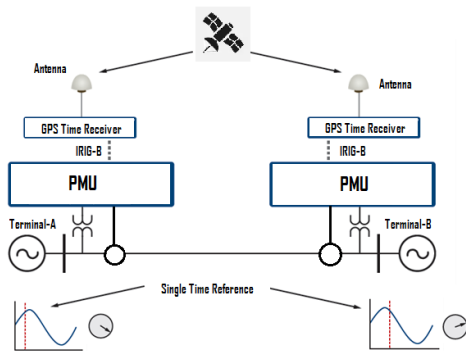 Antenna
Antenna
GPS Time Receiver
GPS Time Receiver
IRIG-B
IRIG-B
PMU
PMU
Terminal-A
Terminal-B
Single Time Reference